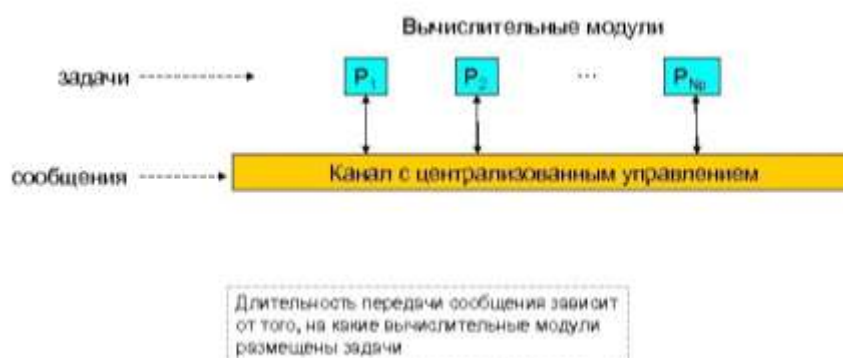 Вычислительные модули
задачи
P1
P2
...
PNp
сообщения
Канал с централизованным управлением
Длительность передачи сообщения зависит
от того, на какие вычислительные модули
размещены задачи